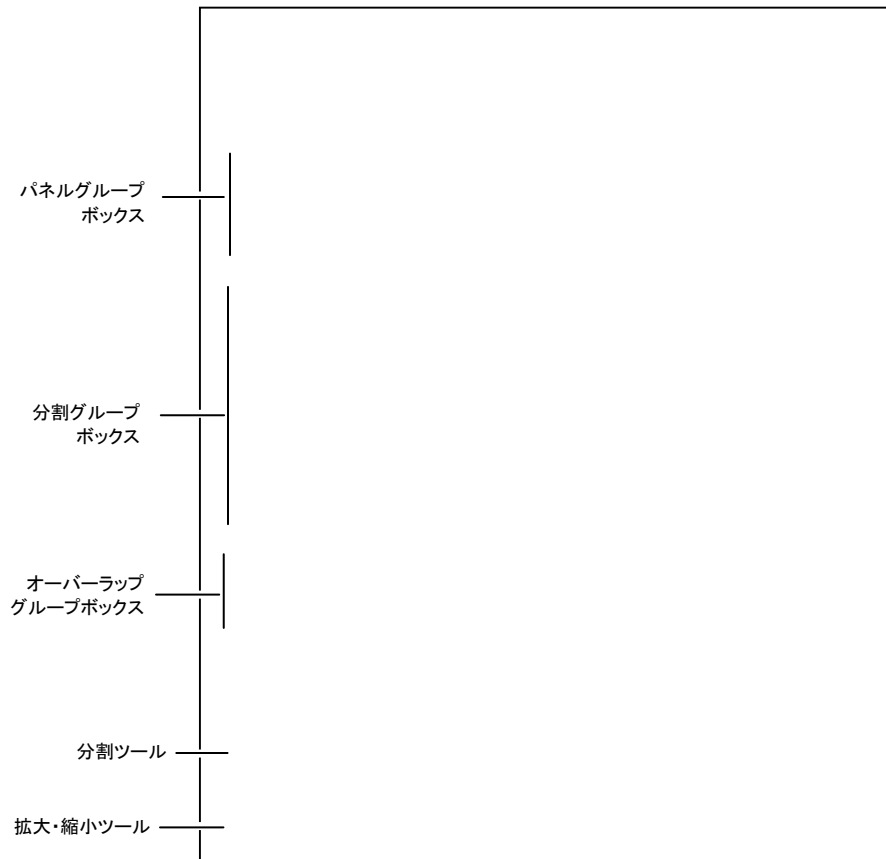 パネルグループ
ボックス
分割グループ
ボックス
オーバーラップ
グループボックス
分割ツール
拡大・縮小ツール